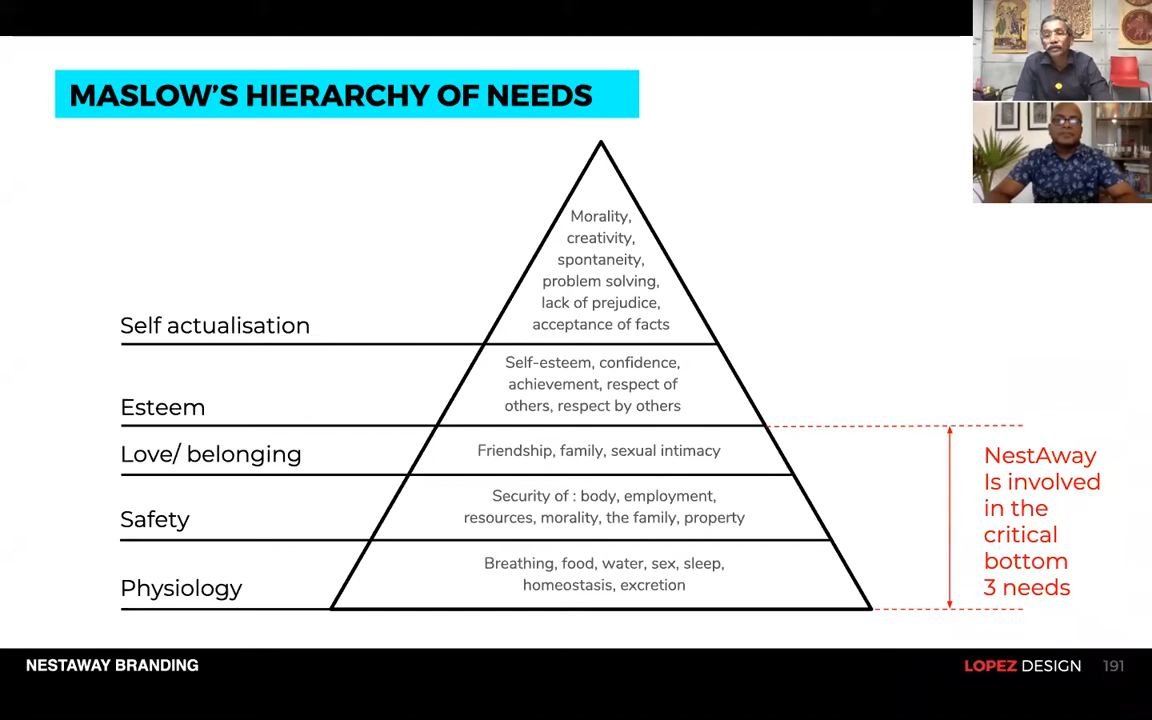 MASLOW’S HIERARCHY OF NEEDS
Morality,
creativity,
spontaneity,
problem solving,
lack of prejudice,
acceptance of facts
Self actualisation
Self-esteem, confidence,
achievement, respect of
others, respect by others
Esteem
Friendship, family, sexual intimacy
Love/ belonging
Security of : body, employment,
resources, morality, the family, property
Safety
Breathing, food, water, sex, sleep,
homeostasis, excretion
Physiology
NestAway
Is involved
in the
critical
bottom
3 needs
NESTAWAY BRANDING
LOPEZ DESIGN 191